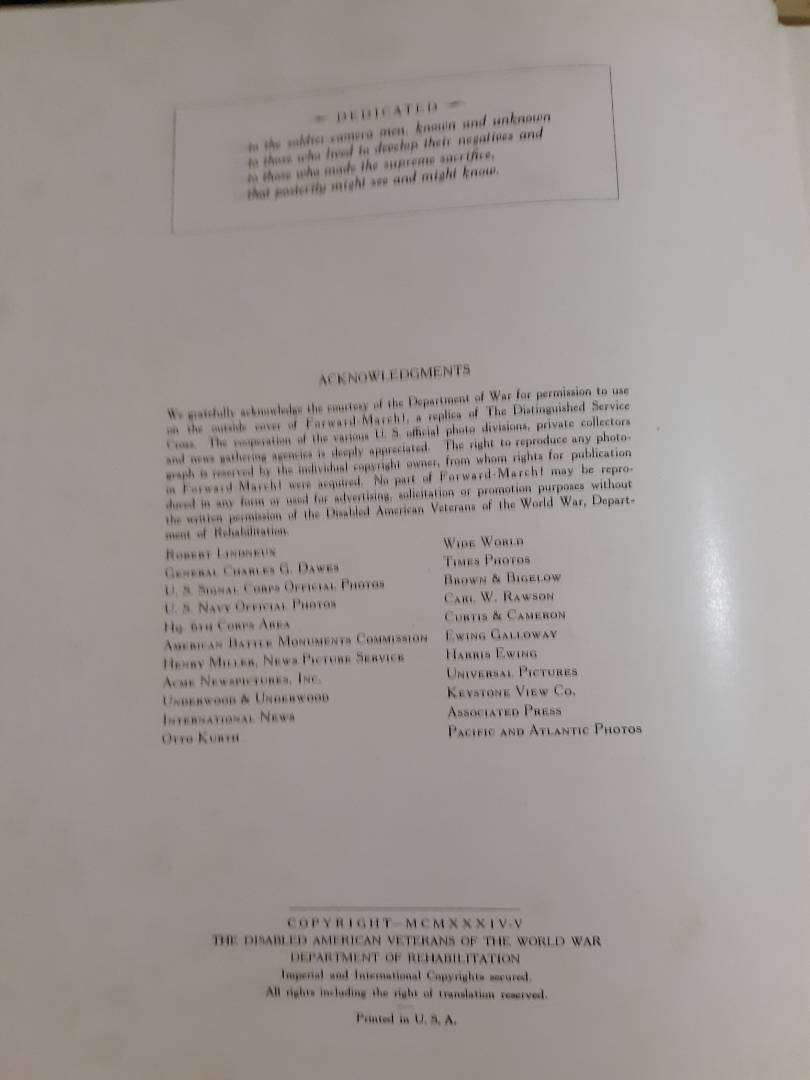 DEDICATED
to the soldier-camera men, known and unknown
to those who lived to develop their negatives and
to those who made the supreme sacrifice,
that posterity might see and might know.
ACKNOWLEDGMENTS
We gratefully acknowledge the courtesy of the Department of War for permission to use
on the outside cover of Forward-March!, a replica of The Distinguished Service
Cross. The cooperation of the various U. S. official photo divisions, private collectors
and news gathering agencies is deeply appreciated. The right to reproduce any photo-
graph is reserved by the individual copyright owner, from whom rights for publication
in Forward March! were acquired. No part of Forward-March! may be repro-
duced in any form or used for advertising, solicitation or promotion purposes without
the written permission of the Disabled American Veterans of the World War, Depart-
ment of Rehabilitation.
ROBERT LINDNEUX
GENERAL CHARLES G. DAWES
U. S. SIGNAL CORPS OFFICIAL PHOTOS
U. S. NAVY OFFICIAL PHOTOS
HQ. 6TH CORPS AREA
AMERICAN BATTLE MONUMENTS COMMISSION
HENRY MILLER, NEWS PICTURE SERVICE
ACME NEWSPICTURES, INC.
UNDERWOOD & UNDERWOOD
INTERNATIONAL NEWS
OTTO KURTH
WIDE WORLD
TIMES PHOTOS
BROWN & BIGELOW
CARL W. RAWSON
CURTIS & CAMERON
EWING GALLOWAY
HARRIS EWING
UNIVERSAL PICTURES
KEYSTONE VIEW CO.
ASSOCIATED PRESS
PACIFIC AND ATLANTIC PHOTOS
COPYRIGHT—MCMXXXIV-V
THE DISABLED AMERICAN VETERANS OF THE WORLD WAR
DEPARTMENT OF REHABILITATION
Imperial and International Copyrights secured.
All rights including the right of translation reserved.
Printed in U. S. A.